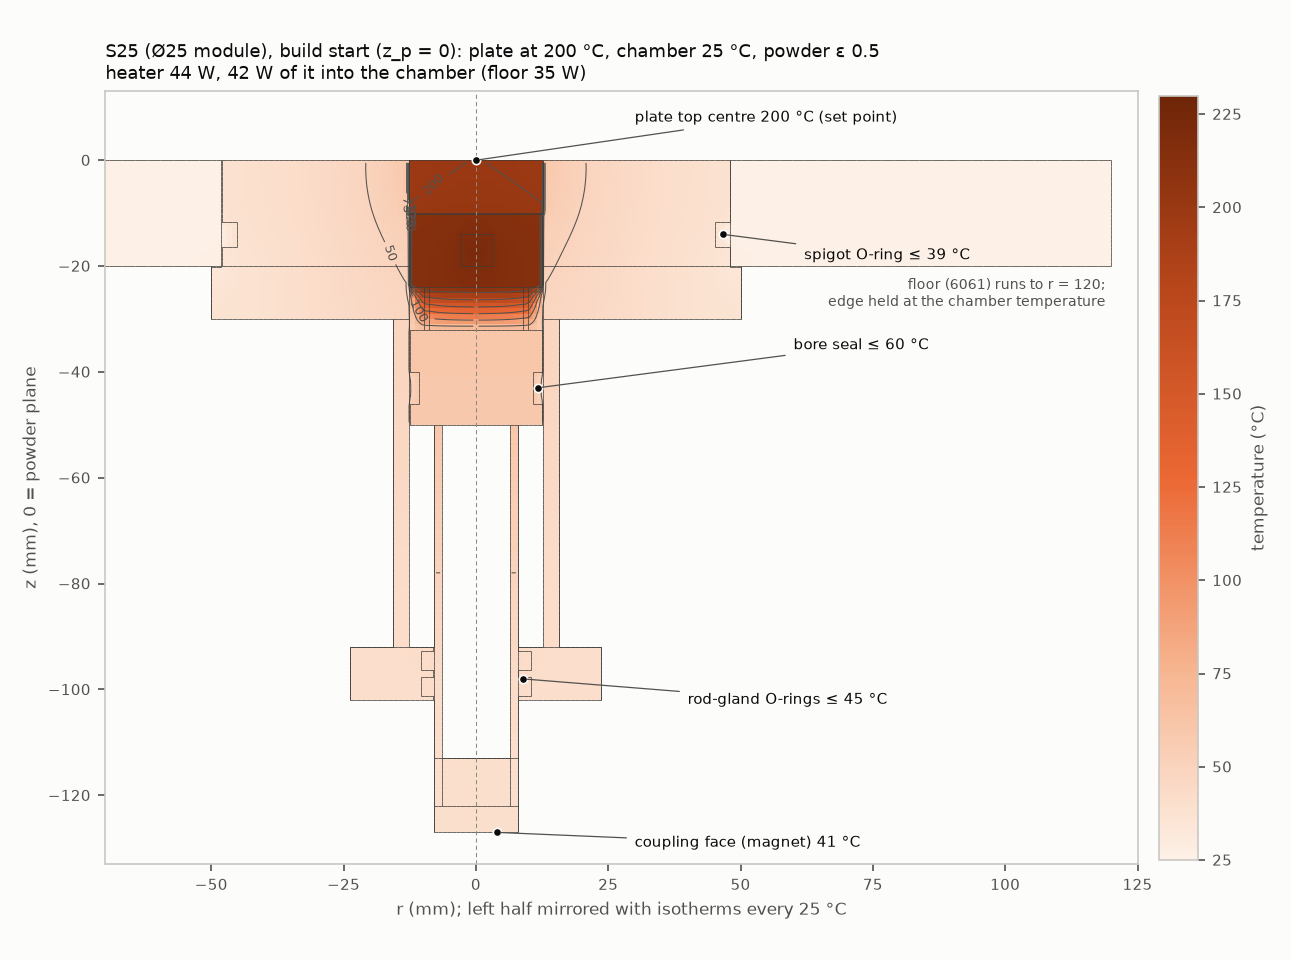 S25 (Ø25 module), build start (z_p = 0): plate at 200 °C, chamber 25 °C, powder ε 0.5
heater 44 W, 42 W of it into the chamber (floor 35 W)
plate top centre 200 °C (set point)
spigot O-ring ≤ 39 °C
floor (6061) runs to r = 120;
edge held at the chamber temperature
bore seal ≤ 60 °C
rod-gland O-rings ≤ 45 °C
coupling face (magnet) 41 °C
50
100
0
−20
−40
−60
−80
−100
−120
z (mm), 0 = powder plane
−50
−25
0
25
50
75
100
125
r (mm); left half mirrored with isotherms every 25 °C
225
200
175
150
125
100
75
50
25
temperature (°C)